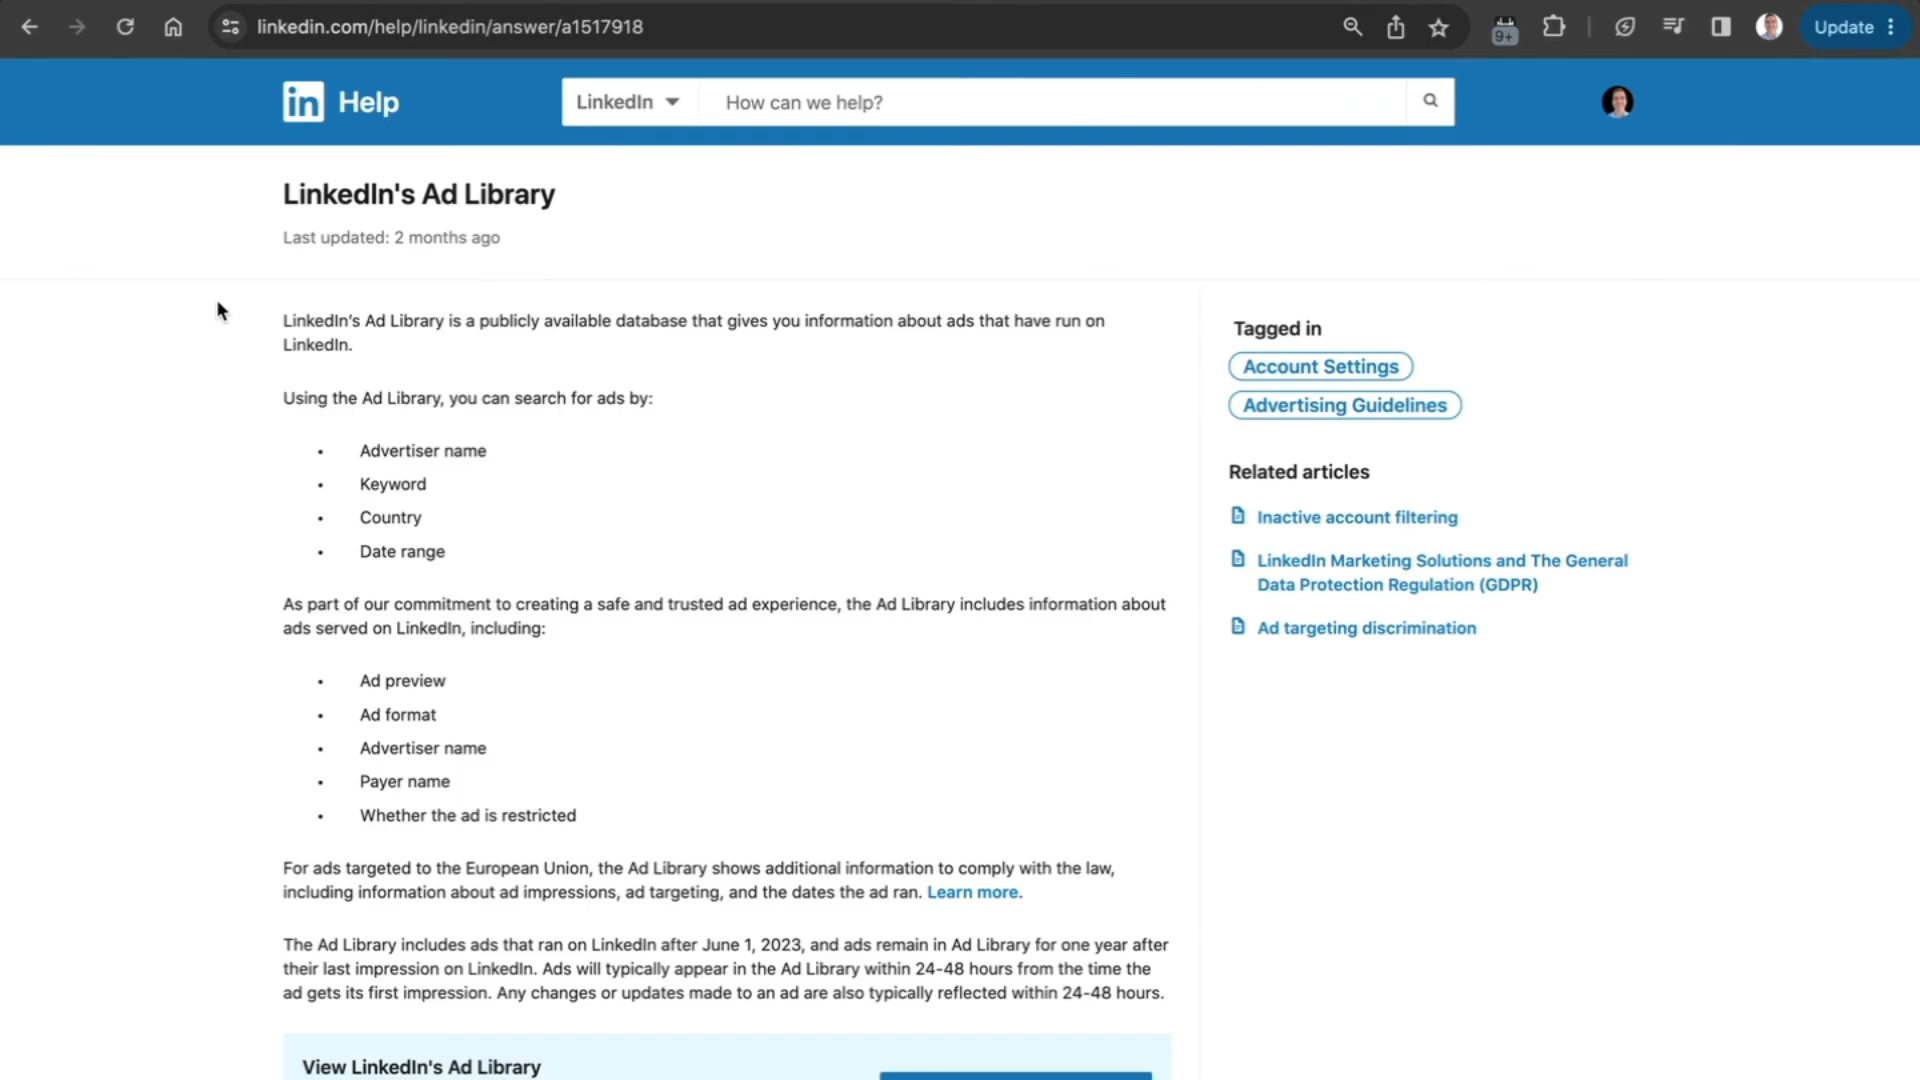 linkedin.com/help/linkedin/answer/a1517918
9+
Update
in Help
LinkedIn
How can we help?
LinkedIn's Ad Library
Last updated: 2 months ago
LinkedIn's Ad Library is a publicly available database that gives you information about ads that have run on
LinkedIn.
Using the Ad Library, you can search for ads by:
• Advertiser name
• Keyword
• Country
• Date range
As part of our commitment to creating a safe and trusted ad experience, the Ad Library includes information about
ads served on LinkedIn, including:
• Ad preview
• Ad format
• Advertiser name
• Payer name
• Whether the ad is restricted
For ads targeted to the European Union, the Ad Library shows additional information to comply with the law,
including information about ad impressions, ad targeting, and the dates the ad ran. Learn more.
The Ad Library includes ads that ran on LinkedIn after June 1, 2023, and ads remain in Ad Library for one year after
their last impression on LinkedIn. Ads will typically appear in the Ad Library within 24-48 hours from the time the
ad gets its first impression. Any changes or updates made to an ad are also typically reflected within 24-48 hours.
View LinkedIn's Ad Library
Tagged in
Account Settings
Advertising Guidelines
Related articles
Inactive account filtering
LinkedIn Marketing Solutions and The General
Data Protection Regulation (GDPR)
Ad targeting discrimination